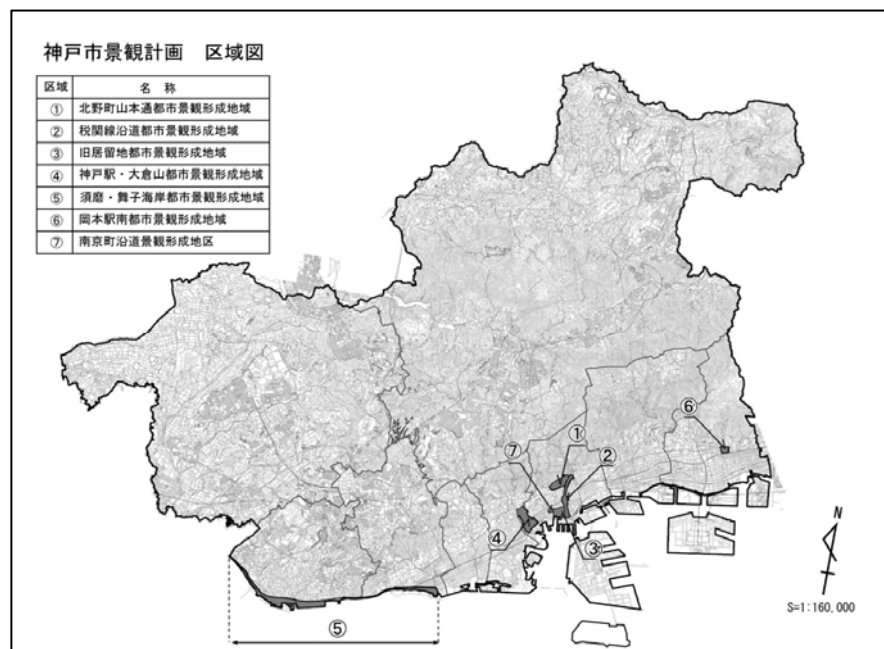 神戸市景観計画 区域図
区域 名 称
① 北野町山本通都市景観形成地域
② 税関線沿道都市景観形成地域
③ 旧居留地都市景観形成地域
④ 神戸駅・大倉山都市景観形成地域
⑤ 須磨・舞子海岸都市景観形成地域
⑥ 岡本駅南都市景観形成地域
⑦ 南京町沿道景観形成地区
⑥
①
⑦
②
④
③
N
S=1:160,000
⑤